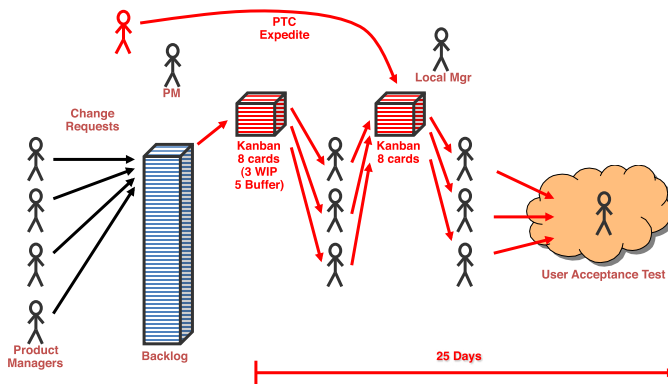 PTC
Expedite
PM
Local Mgr
Change
Requests
Kanban
8 cards
(3 WIP
5 Buffer)
Kanban
8 cards
User Acceptance Test
Product
Managers
Backlog
25 Days